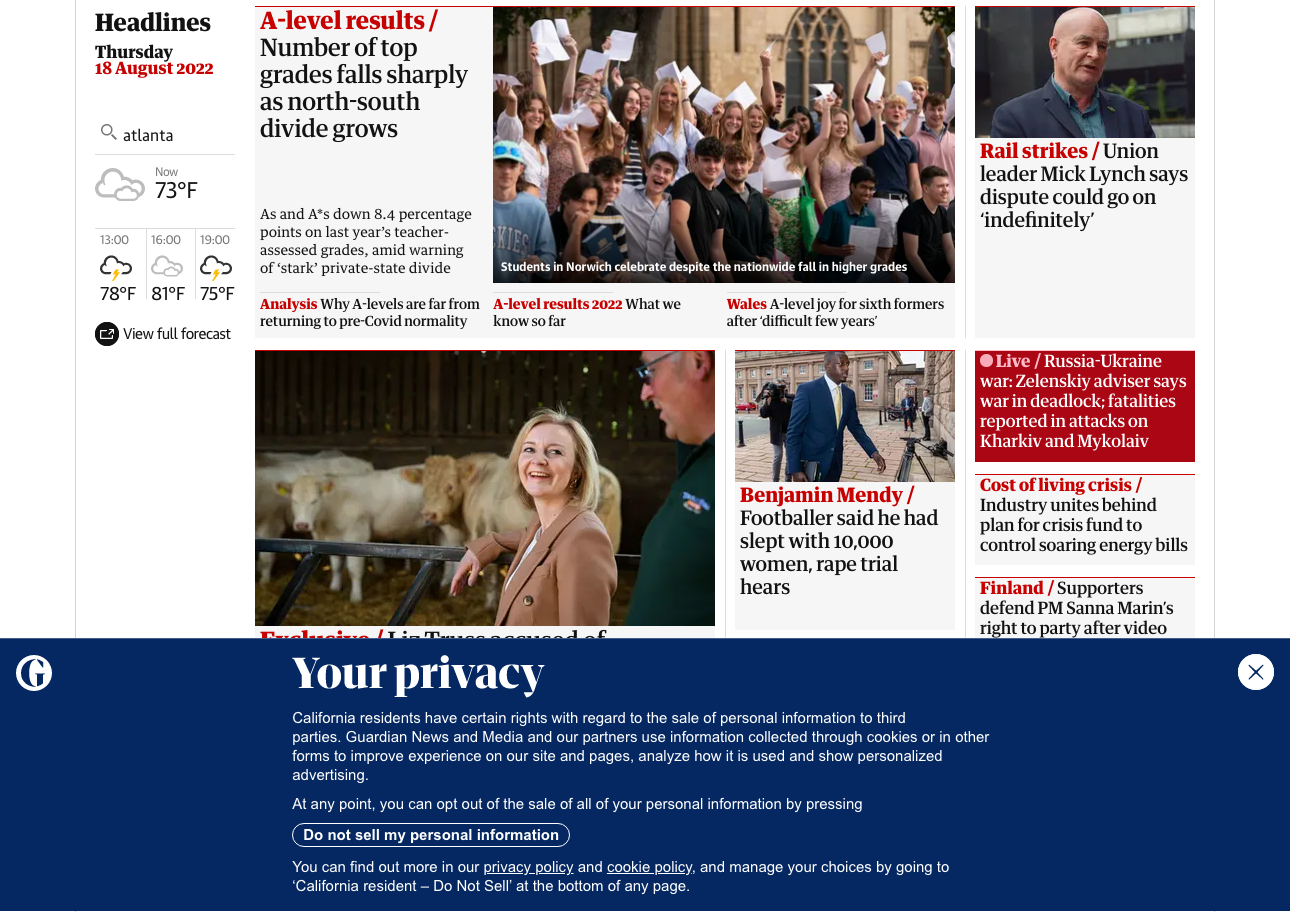 Headlines
Thursday
18 August 2022
atlanta
Now
73°F
13:00
16:00
19:00
78°F
81°F
75°F
View full forecast
A-level results /
Number of top
grades falls sharply
as north-south
divide grows
As and A*s down 8.4 percentage
points on last year's teacher-
assessed grades, amid warning
of 'stark' private-state divide
Students in Norwich celebrate despite the nationwide fall in higher grades
Analysis Why A-levels are far from
returning to pre-Covid normality
A-level results 2022 What we
know so far
Wales A-level joy for sixth formers
after 'difficult few years'
Rail strikes / Union
leader Mick Lynch says
dispute could go on
'indefinitely'
Exclusive / Liz Truss accused of
Benjamin Mendy /
Footballer said he had
slept with 10,000
women, rape trial
hears
Live / Russia-Ukraine
war: Zelenskiy adviser says
war in deadlock; fatalities
reported in attacks on
Kharkiv and Mykolaiv
Cost of living crisis /
Industry unites behind
plan for crisis fund to
control soaring energy bills
Finland / Supporters
defend PM Sanna Marin's
right to party after video
G
Your privacy
California residents have certain rights with regard to the sale of personal information to third
parties. Guardian News and Media and our partners use information collected through cookies or in other
forms to improve experience on our site and pages, analyze how it is used and show personalized
advertising.
At any point, you can opt out of the sale of all of your personal information by pressing
Do not sell my personal information
You can find out more in our privacy policy and cookie policy, and manage your choices by going to
'California resident – Do Not Sell' at the bottom of any page.